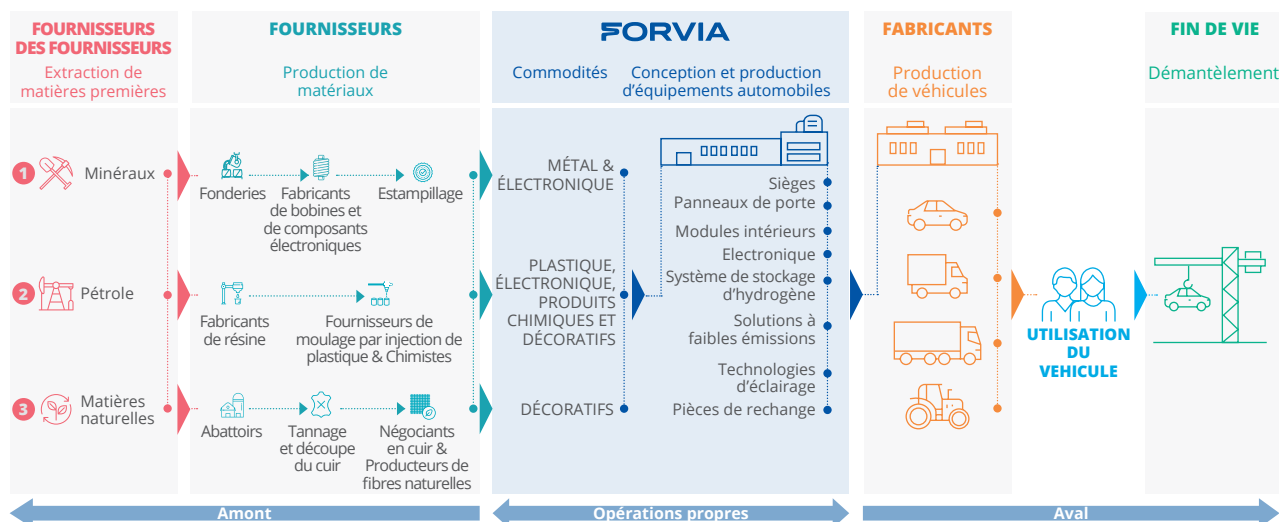 FOURNISSEURS
DES FOURNISSEURS
Extraction de
matières premières
FOURNISSEURS
Production de
matériaux
FORVIA
Commodités
Conception et production
d'équipements automobiles
FABRICANTS
Production
de véhicules
FIN DE VIE
Démantèlement
1
Minéraux
Fonderies
Fabricants
de bobines et
de composants
électroniques
Estampillage
MÉTAL &
ÉLECTRONIQUE
2
Pétrole
Fabricants
de résine
Fournisseurs de
moulage par injection de
plastique & Chimistes
PLASTIQUE,
ÉLECTRONIQUE,
PRODUITS
CHIMIQUES ET
DÉCORATIFS
3
Matières
naturelles
Abattoirs
Tannage
et découpe
du cuir
Négociants
en cuir &
Producteurs de
fibres naturelles
DÉCORATIFS
Sièges
Panneaux de porte
Modules intérieurs
Electronique
Système de stockage
d'hydrogène
Solutions à
faibles émissions
Technologies
d'éclairage
Pièces de rechange
UTILISATION
DU
VEHICULE
Amont
Opérations propres
Aval